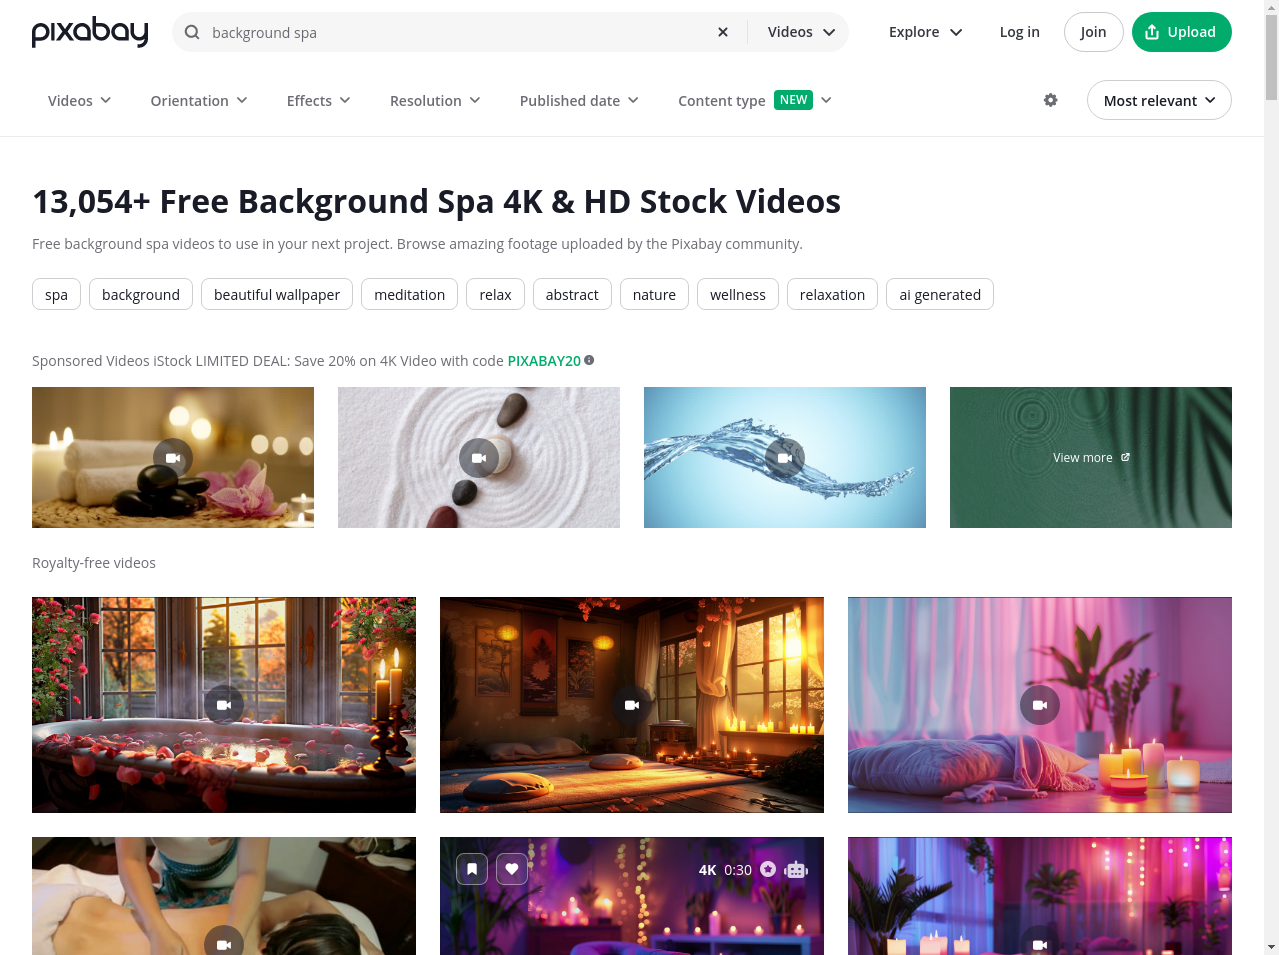 pixabay
background spa
Videos
Explore
Log in
Join
Upload
Videos
Orientation
Effects
Resolution
Published date
Content type NEW
Most relevant
13,054+ Free Background Spa 4K & HD Stock Videos
Free background spa videos to use in your next project. Browse amazing footage uploaded by the Pixabay community.
spa
background
beautiful wallpaper
meditation
relax
abstract
nature
wellness
relaxation
ai generated
Sponsored Videos iStock LIMITED DEAL: Save 20% on 4K Video with code PIXABAY20
View more
Royalty-free videos
4K 0:30